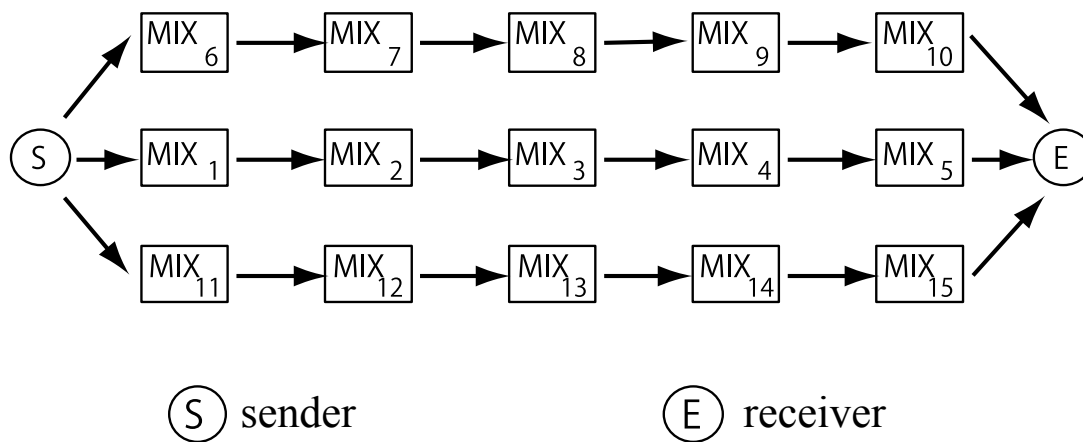 MIX 6 MIX 7 MIX 8 MIX 9 MIX 10
S MIX 1 MIX 2 MIX 3 MIX 4 MIX 5 E
MIX 11 MIX 12 MIX 13 MIX 14 MIX 15
S sender E receiver